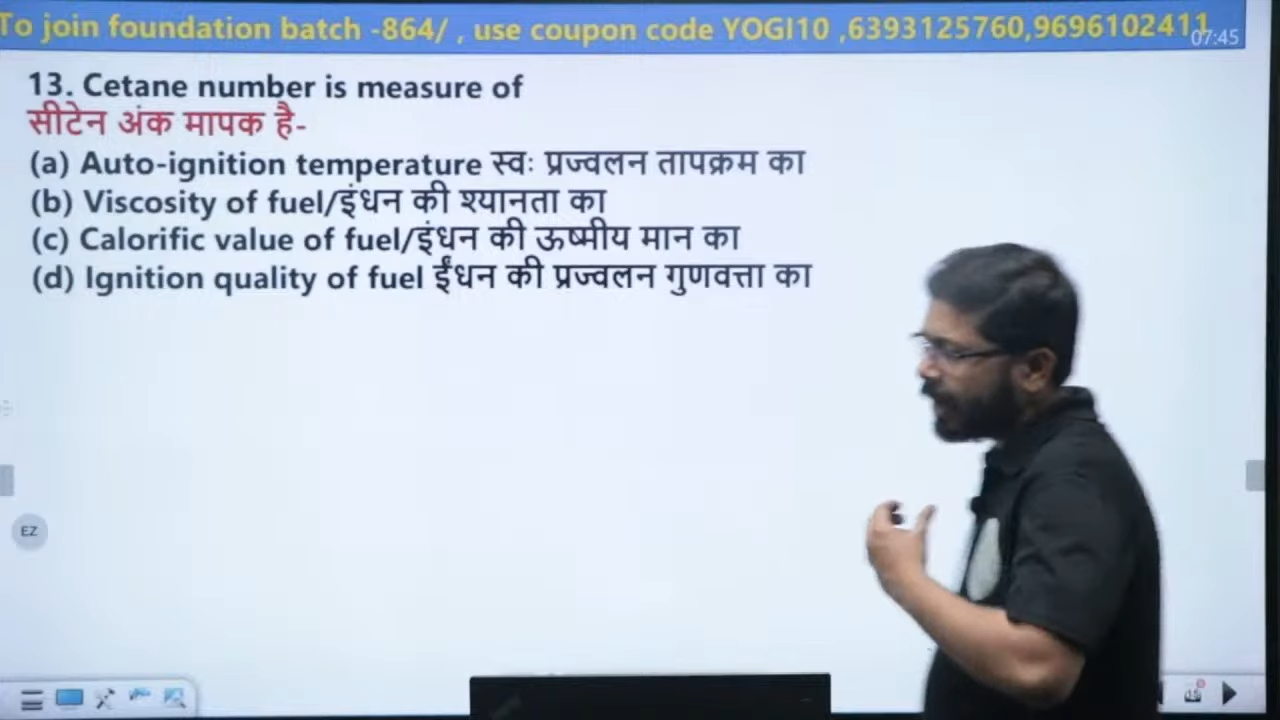 To join foundation batch -864/ , use coupon code YOGI10 ,6393125760,9696102411
07:45
13. Cetane number is measure of
सीटेन अंक मापक है-
(a) Auto-ignition temperature स्वः प्रज्वलन तापक्रम का
(b) Viscosity of fuel/इंधन की श्यानता का
(c) Calorific value of fuel/इंधन की ऊष्मीय मान का
(d) Ignition quality of fuel ईंधन की प्रज्वलन गुणवत्ता का
EZ